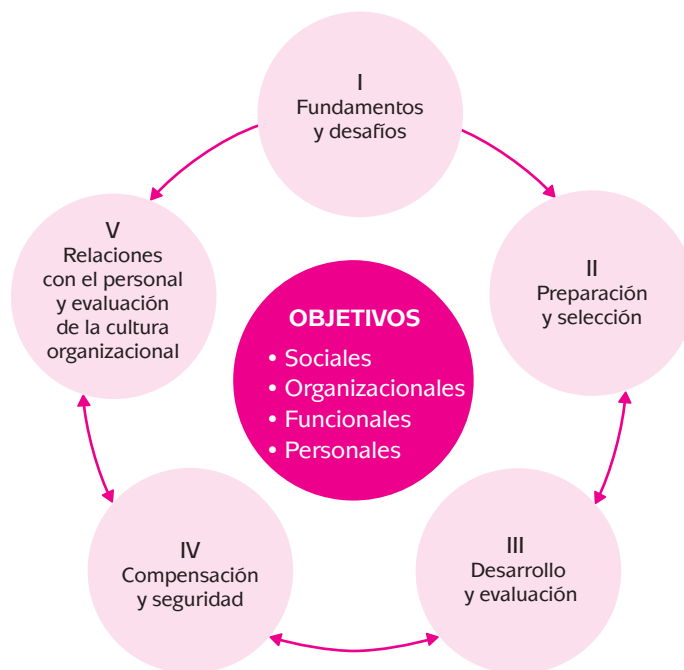 I
Fundamentos
y desafíos
II
Preparación
y selección
III
Desarrollo
y evaluación
IV
Compensación
y seguridad
V
Relaciones
con el personal
y evaluación
de la cultura
organizacional
OBJETIVOS
• Sociales
• Organizacionales
• Funcionales
• Personales